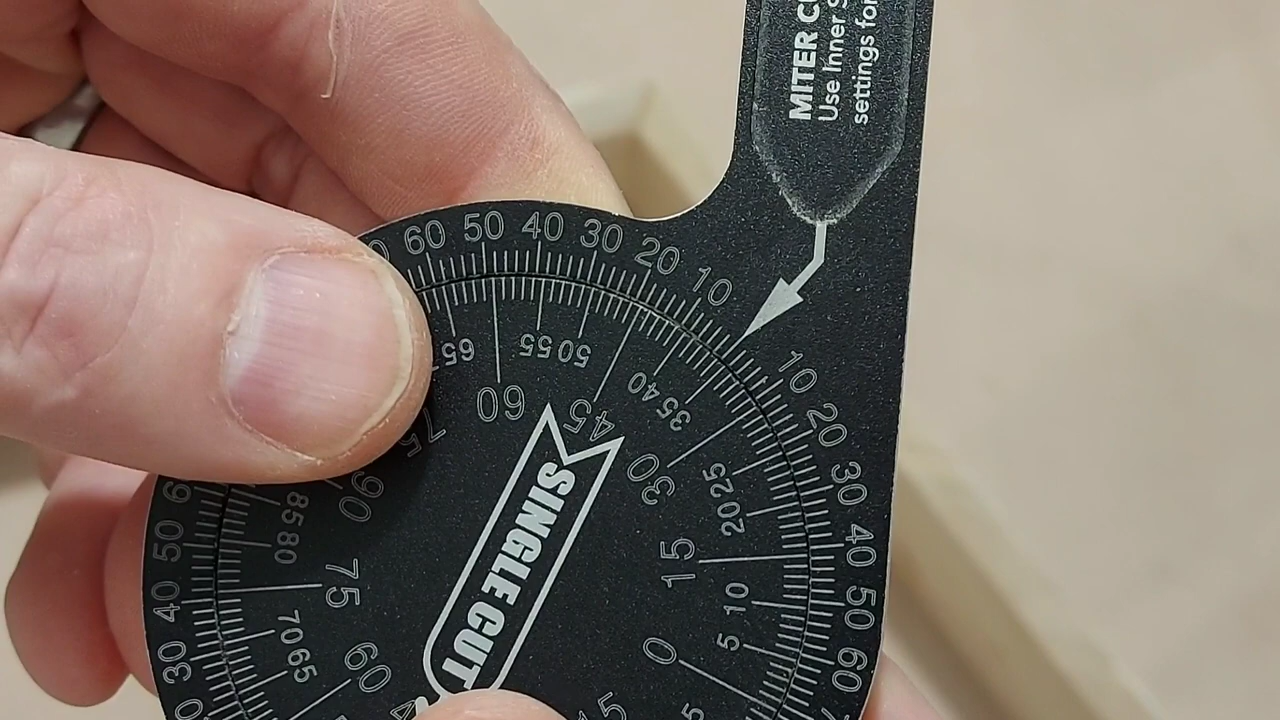 MITER C
Use Inner S
settings for
60 50 40 30 20 10
10 20 30 40 50 60
65
55 50
40 35
25 20
10 5
75 60 45 30 15 0
SINGLE CUT
90
85 80
75
70 65
60
60 50 40 30